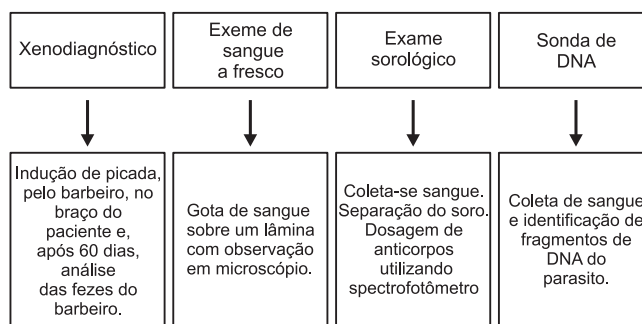 Xenodiagnóstico
Exeme de
sangue
a fresco
Exame
sorológico
Sonda de
DNA
Indução de picada,
pelo barbeiro, no
braço do
paciente e,
após 60 dias,
análise
das fezes do
barbeiro.
Gota de sangue
sobre um lâmina
com observação
em microscópio.
Coleta-se sangue.
Separação do soro.
Dosagem de
anticorpos
utilizando
spectrofotômetro
Coleta de sangue
e identificação de
fragmentos de
DNA do
parasito.